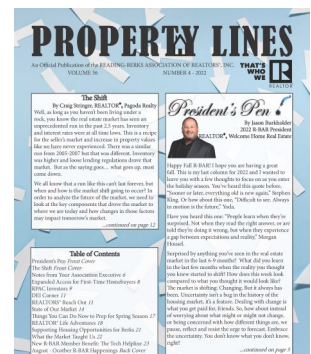 PROPERTY LINES
An Official Publication of the READING-BERKS ASSOCIATION OF REALTORS®, INC.
VOLUME 56 NUMBER 4 - 2022
THAT'S
WHO
WE
R
REALTOR
The Shift
By Craig Stringer, REALTOR®, Pagoda Realty
Well, as long as you haven't been living under a
rock, you know the real estate market has seen an
unprecedented run in the past 2.5 years. Inventory
and interest rates were at all time lows. This is a recipe
for the seller's market and increase in property values
like we have never experienced. There was a similar
run from 2005-2007 but that was different. Inventory
was higher and loose lending regulations drove that
market. But as the saying goes... what goes up, must
come down.
We all know that a run like this can't last forever, but
when and how is the market shift going to occur? In
order to analyze the future of the market, we need to
look at the key components that drove the market to
where we are today and how changes in those factors
may impact tomorrow's market.
...continued on page 12
Table of Contents
President's Pen Front Cover
The Shift Front Cover
Notes from Your Association Executive 6
Expanded Access for First-Time Homebuyers 8
RPAC Investors 9
DEI Corner 11
REALTORS® Reach Out 11
State of Our Market 14
Things You Can Do Now to Prep for Spring Season 17
REALTOR® Life Advertising 18
Supporting Housing Opportunities for Berks 21
What the Market Taught Us 22
New R-BAR Member Benefit: The Tech Helpline 23
August - October R-BAR Happenings Back Cover
President's Pen
By Jason Burkholder
2022 R-BAR President
REALTOR®, Welcome Home Real Estate
Happy Fall R-BAR! I hope you are having a great
fall. This is my last column for 2022 and I wanted to
leave you with a few thoughts to focus on as you enter
the holiday season. You've heard this quote before,
"Sooner or later, everything old is new again," Stephen
King. Or how about this one, "Difficult to see. Always
in motion is the future," Yoda.
Have you heard this one: "People learn when they're
surprised. Not when they read the right answer, or are
told they're doing it wrong, but when they experience
a gap between expectations and reality," Morgan
Housel.
Surprised by anything you've seen in the real estate
market in the last 6-9 months? What did you learn
in the last few months when the reality you thought
you knew started to shift? How does this week look
compared to what you thought it would look like?
The market is shifting. Changing. But it always has
been. Uncertainty isn't a bug in the history of the
housing market, it's a feature. Dealing with change is
what you get paid for, friends. So, how about instead
of worrying about what might or might not change,
or being concerned with how different things are, we
pause, reflect and resist the urge to forecast. Embrace
the uncertainty. You don't know what you don't know,
right?
...continued on page 5